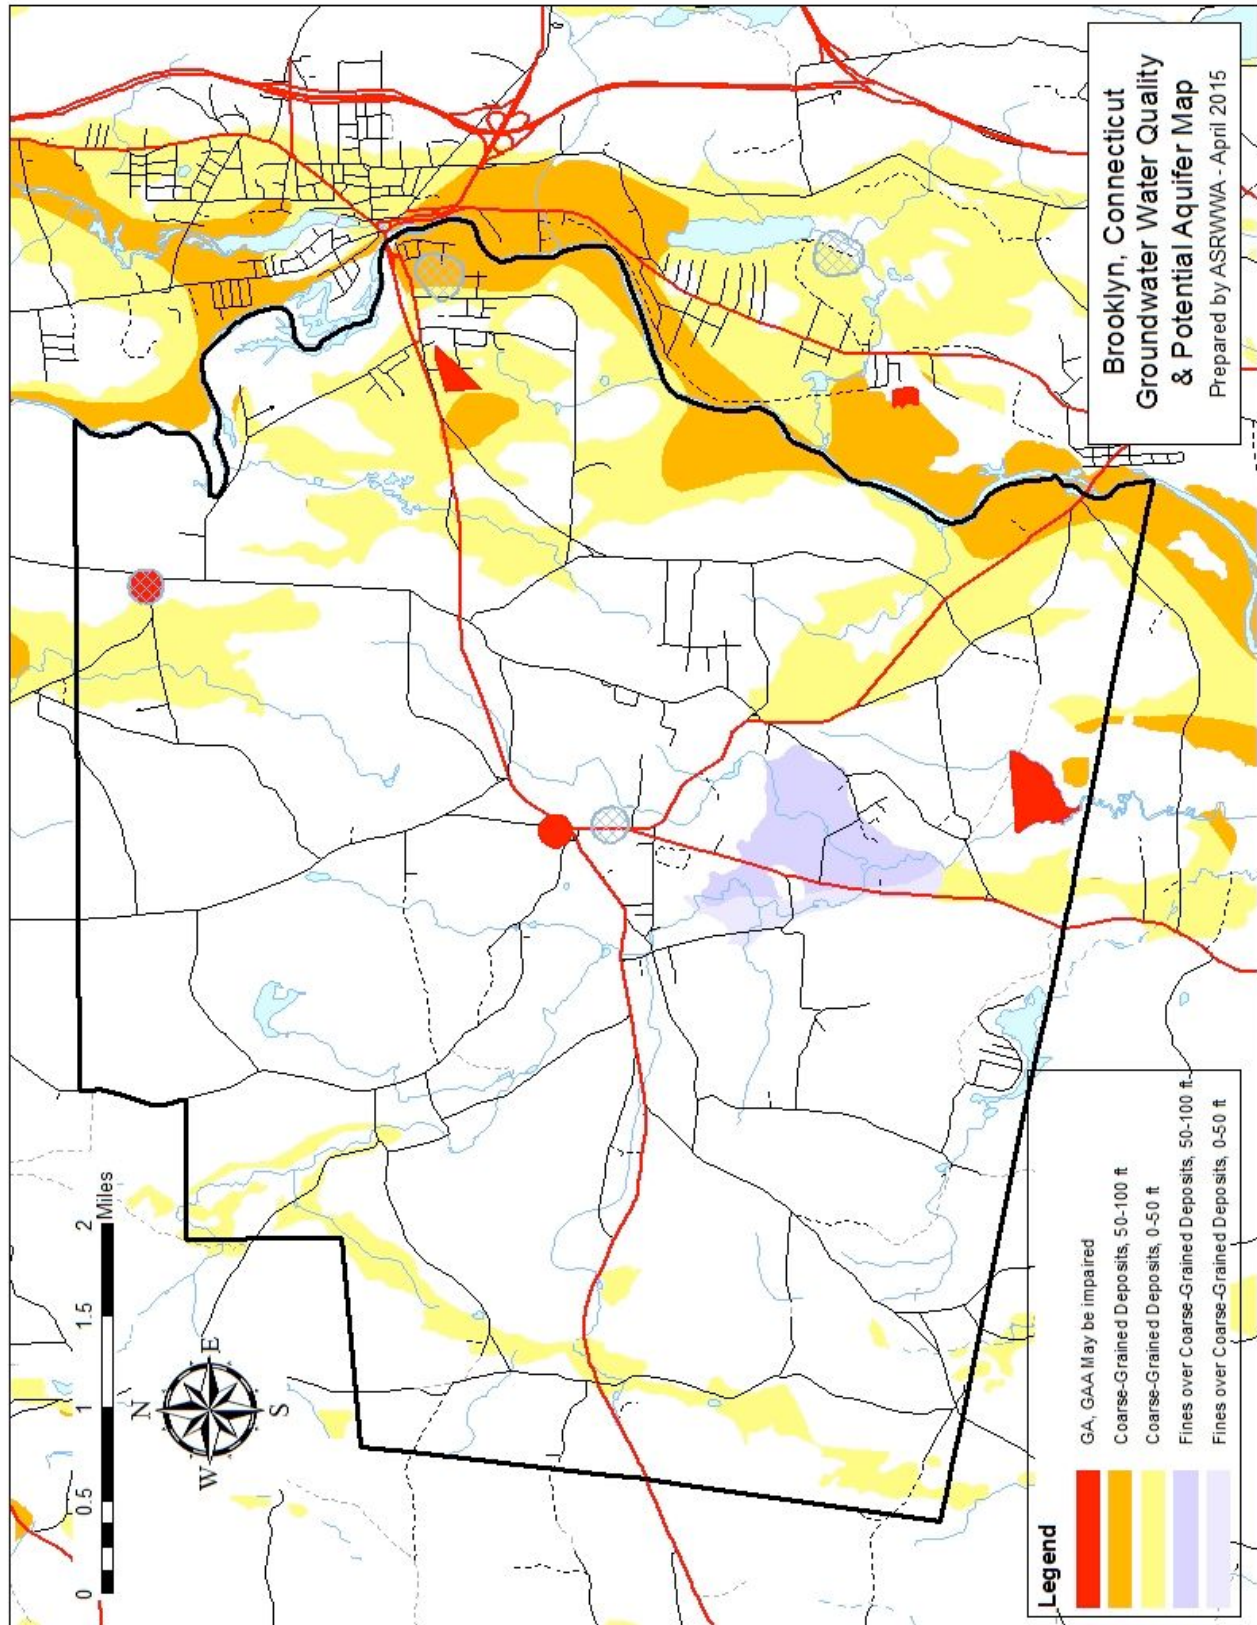 Brooklyn, Connecticut
Groundwater Water Quality
& Potential Aquifer Map
Prepared by ASRWWA - April 2015
N
W
E
S
0 0.5 1 1.5 2
Miles
Legend
GA, GAA May be impaired
Coarse-Grained Deposits, 50-100 ft
Coarse-Grained Deposits, 0-50 ft
Fines over Coarse-Grained Deposits, 50-100 ft
Fines over Coarse-Grained Deposits, 0-50 ft